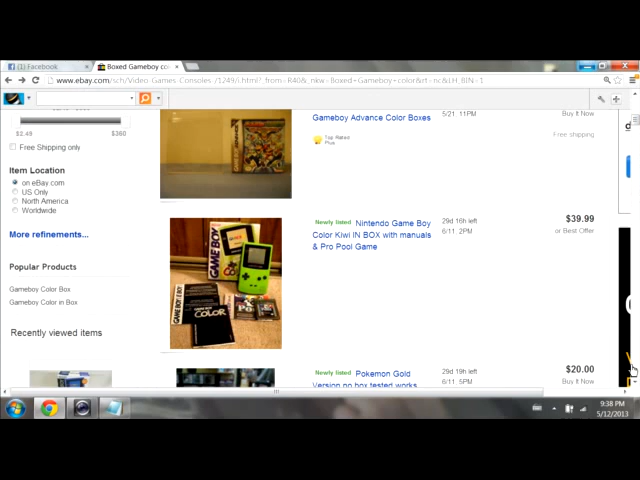 Facebook
Boxed Gameboy co
www.ebay.com/sch/Video-Games-Consoles-/1249/i.html?_from=R40&_nkw=Boxed+Gameboy+color&rt=nc&LH_BIN=1
$2.49
$360
Free Shipping only
Item Location
on eBay.com
US Only
North America
Worldwide
More refinements...
Popular Products
Gameboy Color Box
Gameboy Color in Box
Recently viewed items
Gameboy Advance Color Boxes
5/21, 11PM
Buy It Now
Top Rated
Plus
Free shipping
Newly listed Nintendo Game Boy
Color Kiwi IN BOX with manuals
& Pro Pool Game
29d 16h left
6/11, 2PM
$39.99
or Best Offer
GAME BOY
GAME BOY
COLOR
Newly listed Pokemon Gold
Version no box tested works
29d 19h left
6/11, 5PM
$20.00
Buy It Now
9:38 PM
5/12/2013